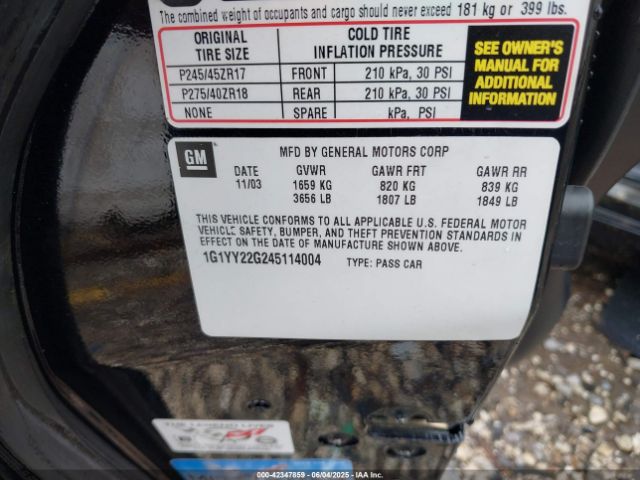 The combined weight of occupants and cargo should never exceed 181 kg or 399 lbs.
ORIGINAL TIRE SIZE COLD TIRE INFLATION PRESSURE
P245/45ZR17 FRONT 210 kPa, 30 PSI
P275/40ZR18 REAR 210 kPa, 30 PSI
NONE SPARE kPa, PSI
SEE OWNER'S
MANUAL FOR
ADDITIONAL
INFORMATION
GM
MFD BY GENERAL MOTORS CORP
DATE GVWR GAWR FRT GAWR RR
11/03 1659 KG 820 KG 839 KG
3656 LB 1807 LB 1849 LB
THIS VEHICLE CONFORMS TO ALL APPLICABLE U.S. FEDERAL MOTOR
VEHICLE SAFETY, BUMPER, AND THEFT PREVENTION STANDARDS IN
EFFECT ON THE DATE OF MANUFACTURE SHOWN ABOVE.
1G1YY22G245114004 TYPE: PASS CAR
THE LEGEND LIVES
000-42347859 | 06/04/2025 | Copyright IAA, Inc.